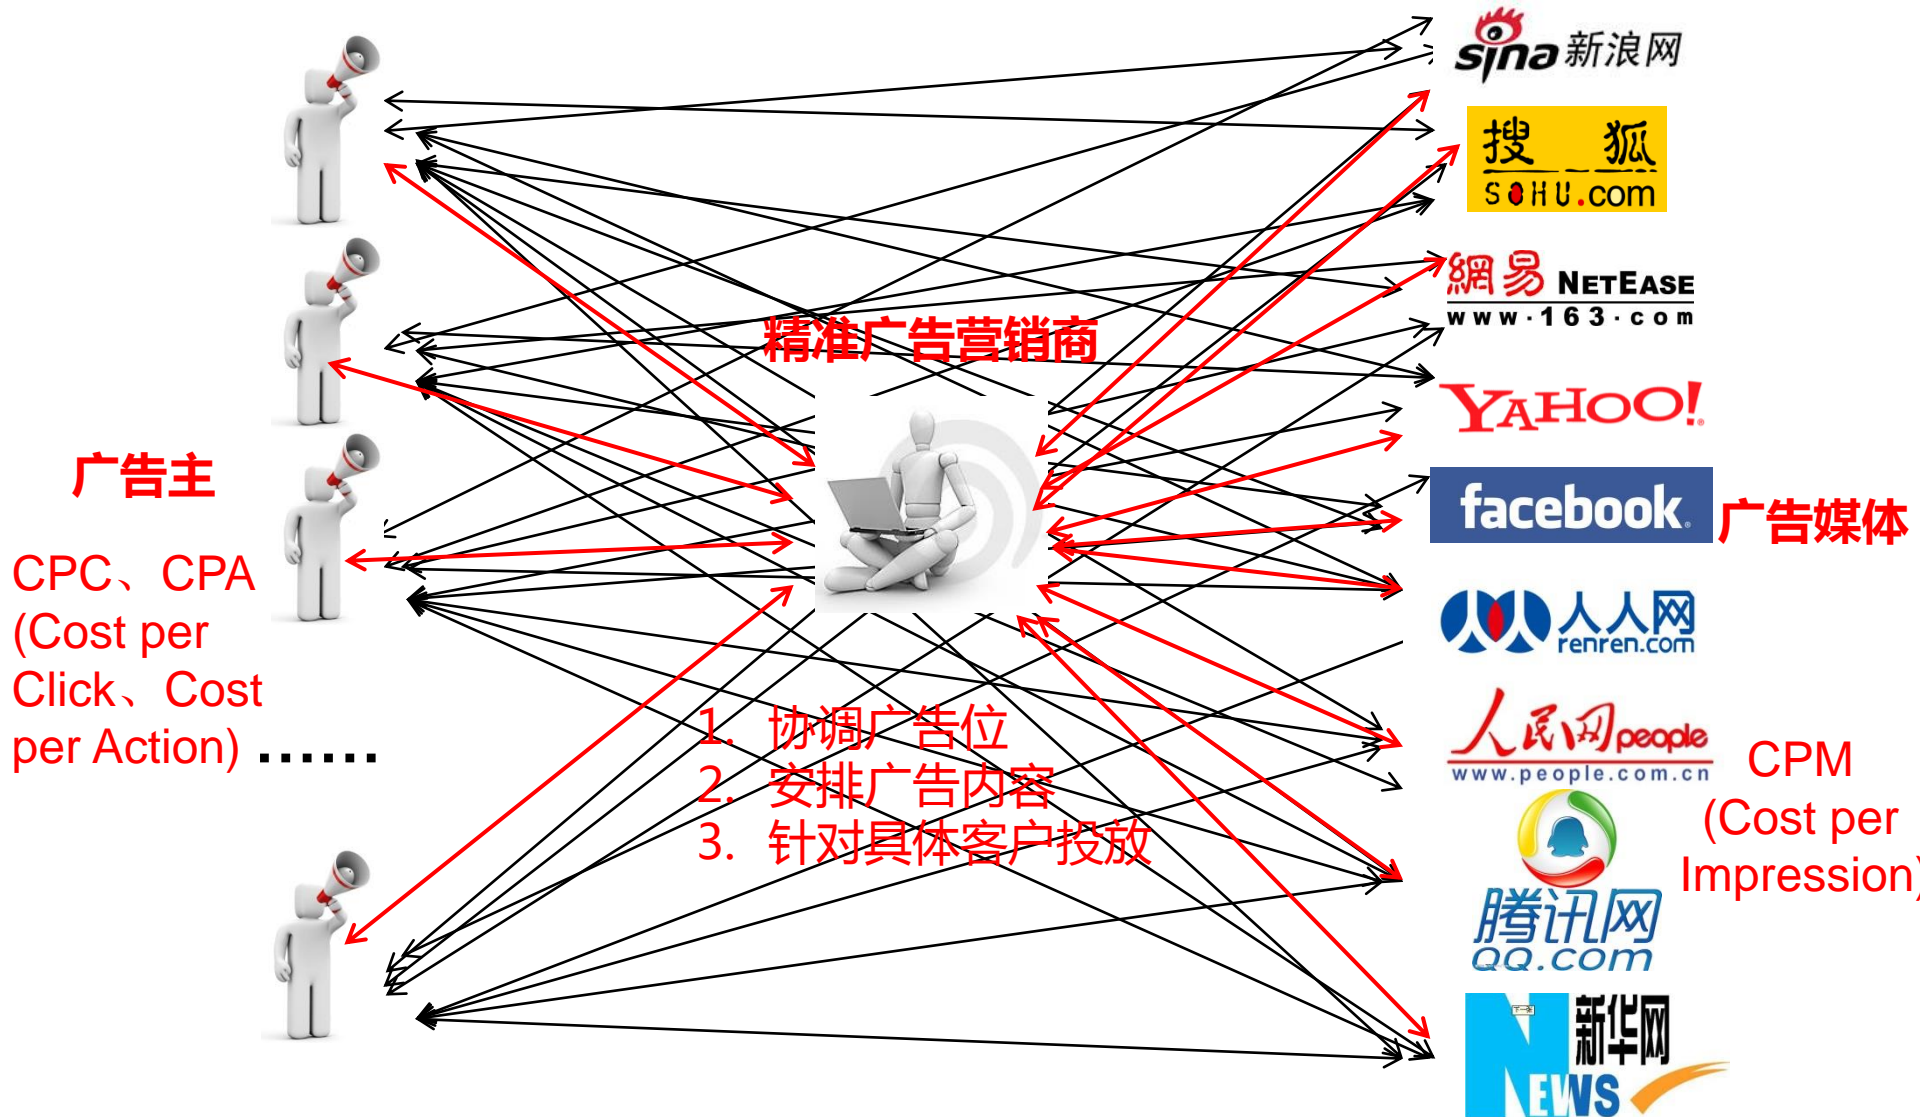 sina 新浪网
搜 狐
SOHU.com
網易 NETEASE
www.163.com
精准广告营销商
YAHOO!
广告主
facebook.
广告媒体
CPC、CPA
(Cost per
Click、Cost
per Action) ......
人人网
renren.com
1. 协调广告位
2. 安排广告内容
3. 针对具体客户投放
人民网 people
www.people.com.cn
CPM
(Cost per
Impression)
腾讯网
QQ.com
新华网
NEWS